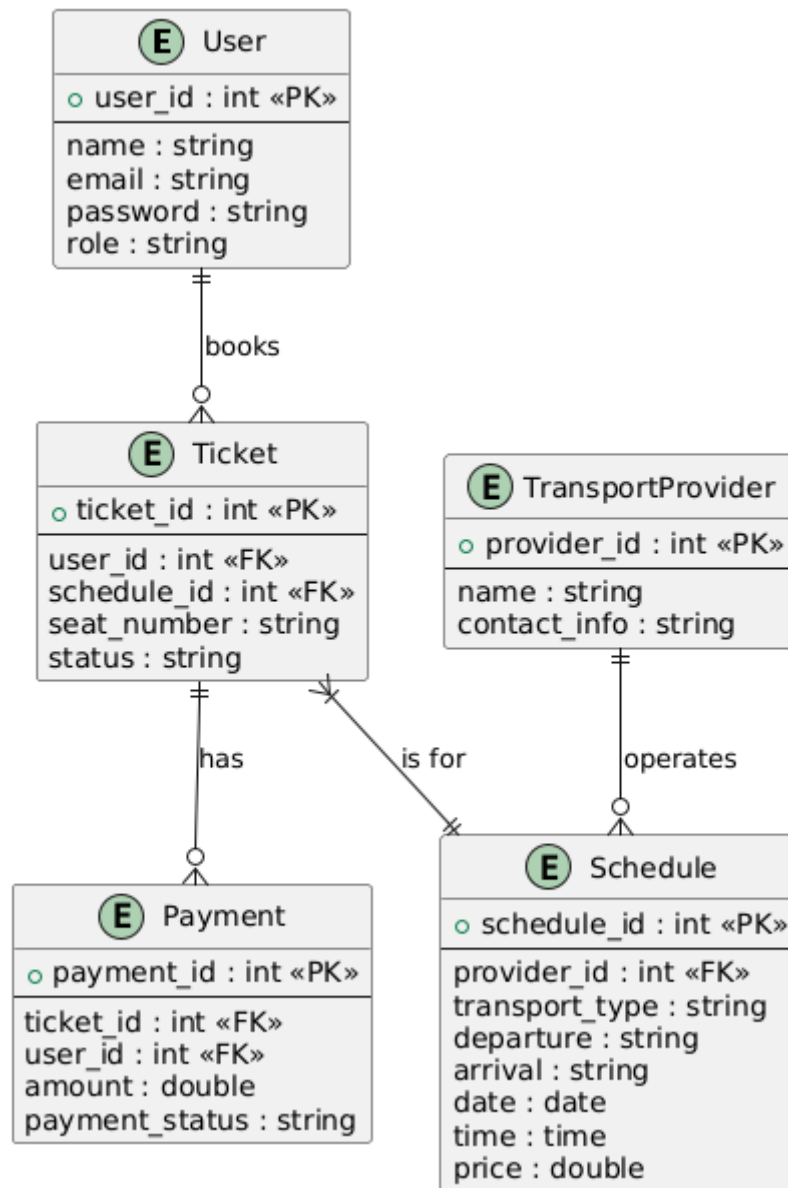 E User
user_id : int «PK»
name : string
email : string
password : string
role : string
books
E Ticket
ticket_id : int «PK»
user_id : int «FK»
schedule_id : int «FK»
seat_number : string
status : string
E TransportProvider
provider_id : int «PK»
name : string
contact_info : string
has
is for
operates
E Payment
payment_id : int «PK»
ticket_id : int «FK»
user_id : int «FK»
amount : double
payment_status : string
E Schedule
schedule_id : int «PK»
provider_id : int «FK»
transport_type : string
departure : string
arrival : string
date : date
time : time
price : double